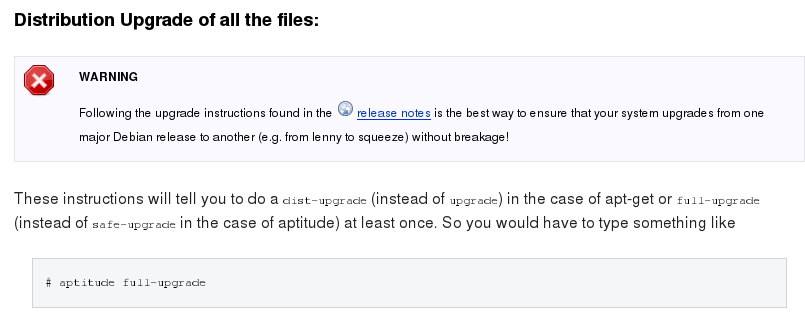 Distribution Upgrade of all the files:
WARNING
Following the upgrade instructions found in the release notes is the best way to ensure that your system upgrades from one
major Debian release to another (e.g. from lenny to squeeze) without breakage!
These instructions will tell you to do a dist-upgrade (instead of upgrade) in the case of apt-get or full-upgrade
(instead of safe-upgrade in the case of aptitude) at least once. So you would have to type something like
# aptitude full-upgrade